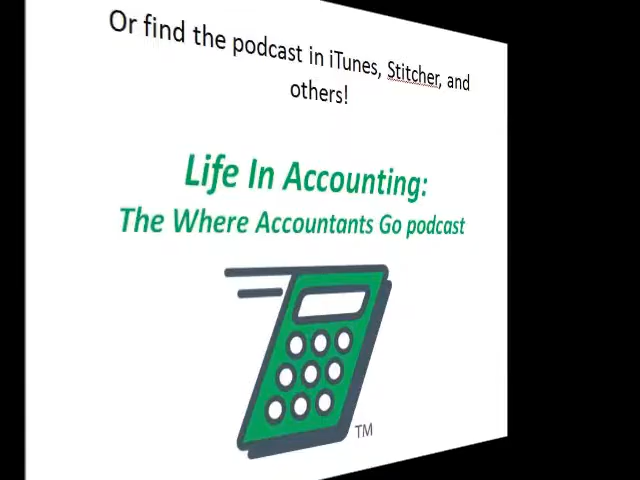 Or find the podcast in iTunes, Stitcher, and
others!
Life In Accounting:
The Where Accountants Go podcast
TM